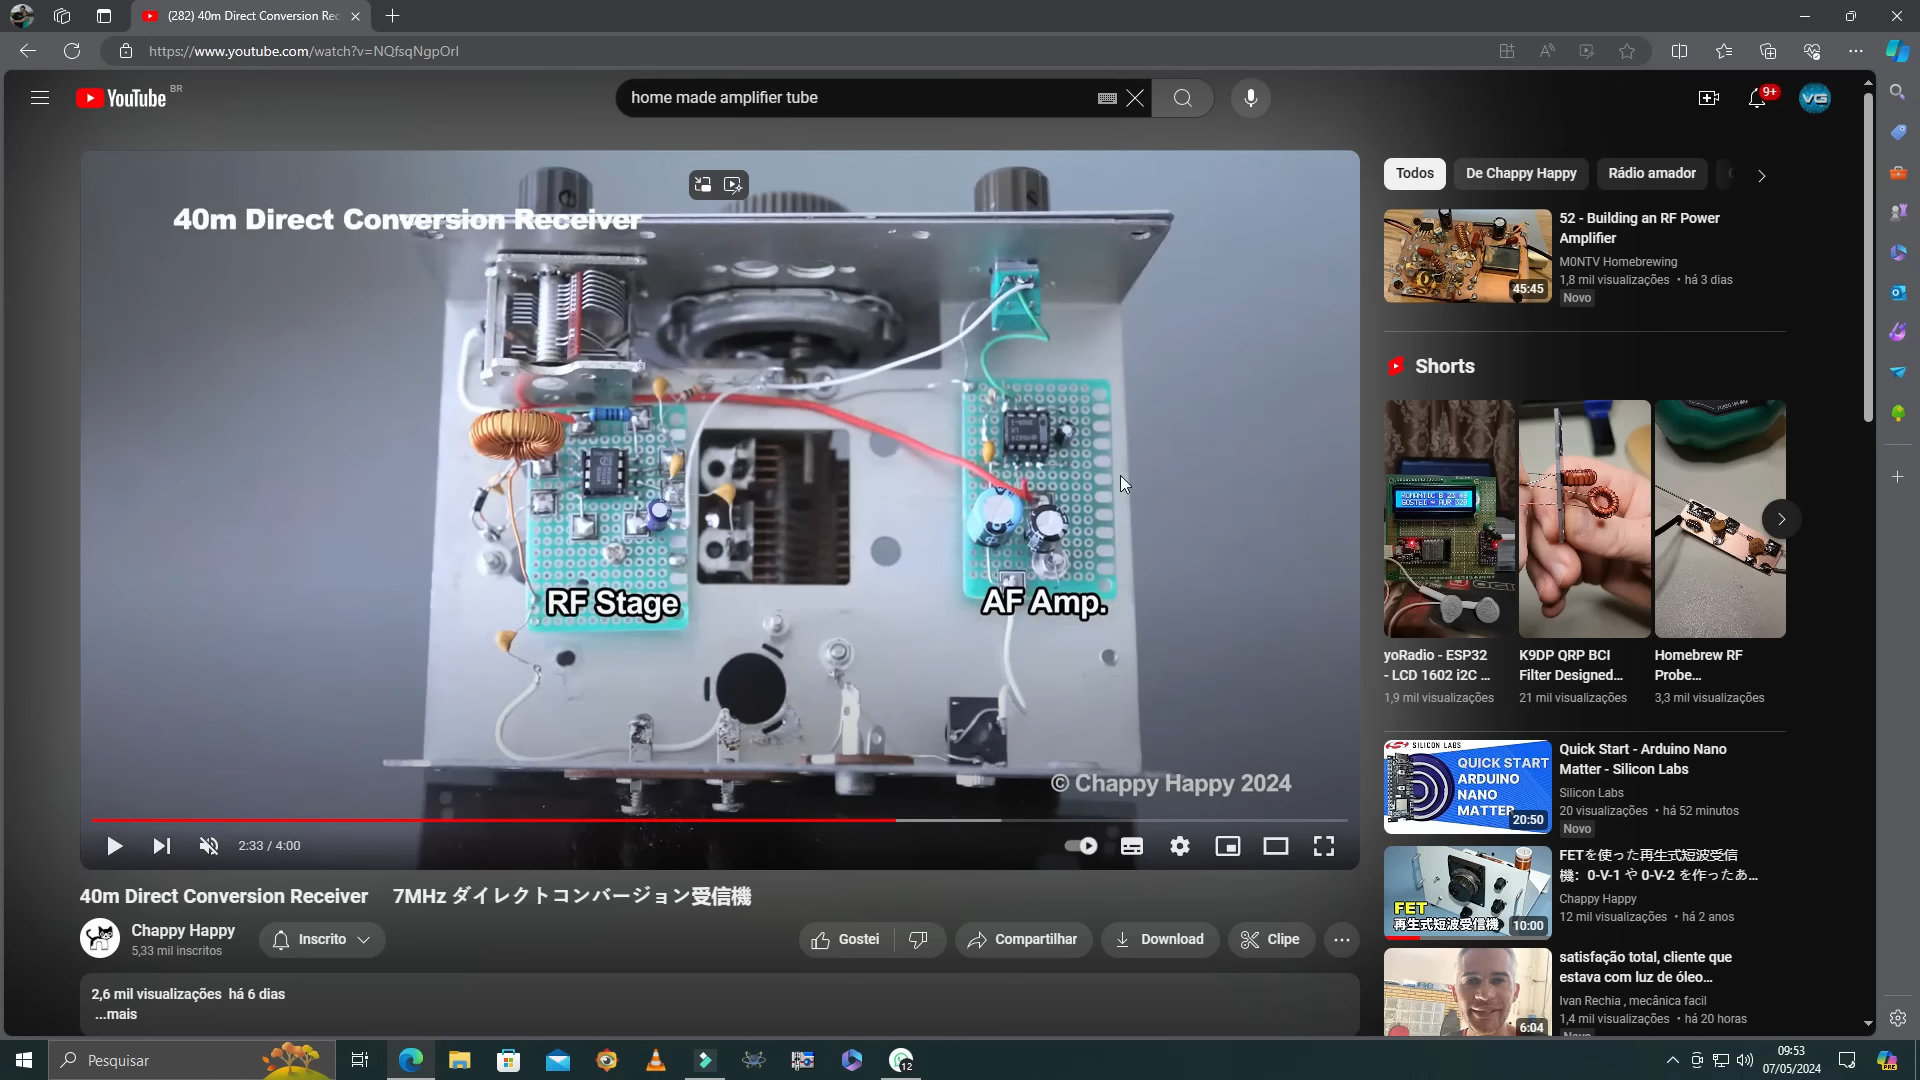 (282) 40m Direct Conversion Rec
https://www.youtube.com/watch?v=NQfsqNgpOrI
YouTube BR
home made amplifier tube
9+
VG
40m Direct Conversion Receiver
RF Stage
AF Amp.
© Chappy Happy 2024
2:33 / 4:00
40m Direct Conversion Receiver 7MHz ダイレクトコンバージョン受信機
Chappy Happy
5,33 mil inscritos
Inscrito
Gostei
Compartilhar
Download
Clipe
2,6 mil visualizações há 6 dias
...mais
Todos
De Chappy Happy
Rádio amador
52 - Building an RF Power
Amplifier
M0NTV Homebrewing
1,8 mil visualizações • há 3 dias
Novo
45:45
Shorts
yoRadio - ESP32
- LCD 1602 i2C ...
1,9 mil visualizações
K9DP QRP BCI
Filter Designed...
21 mil visualizações
Homebrew RF
Probe...
3,3 mil visualizações
SILICON LABS
QUICK START
ARDUINO
NANO
MATTER
20:50
Quick Start - Arduino Nano
Matter - Silicon Labs
Silicon Labs
20 visualizações • há 52 minutos
Novo
FET
再生式短波受信機
10:00
FETを使った再生式短波受信
機：0-V-1 や 0-V-2 を作ったあ...
Chappy Happy
12 mil visualizações • há 2 anos
6:04
satisfação total, cliente que
estava com luz de óleo...
Ivan Rechia , mecânica facil
1,4 mil visualizações • há 20 horas
Pesquisar
12
09:53
07/05/2024